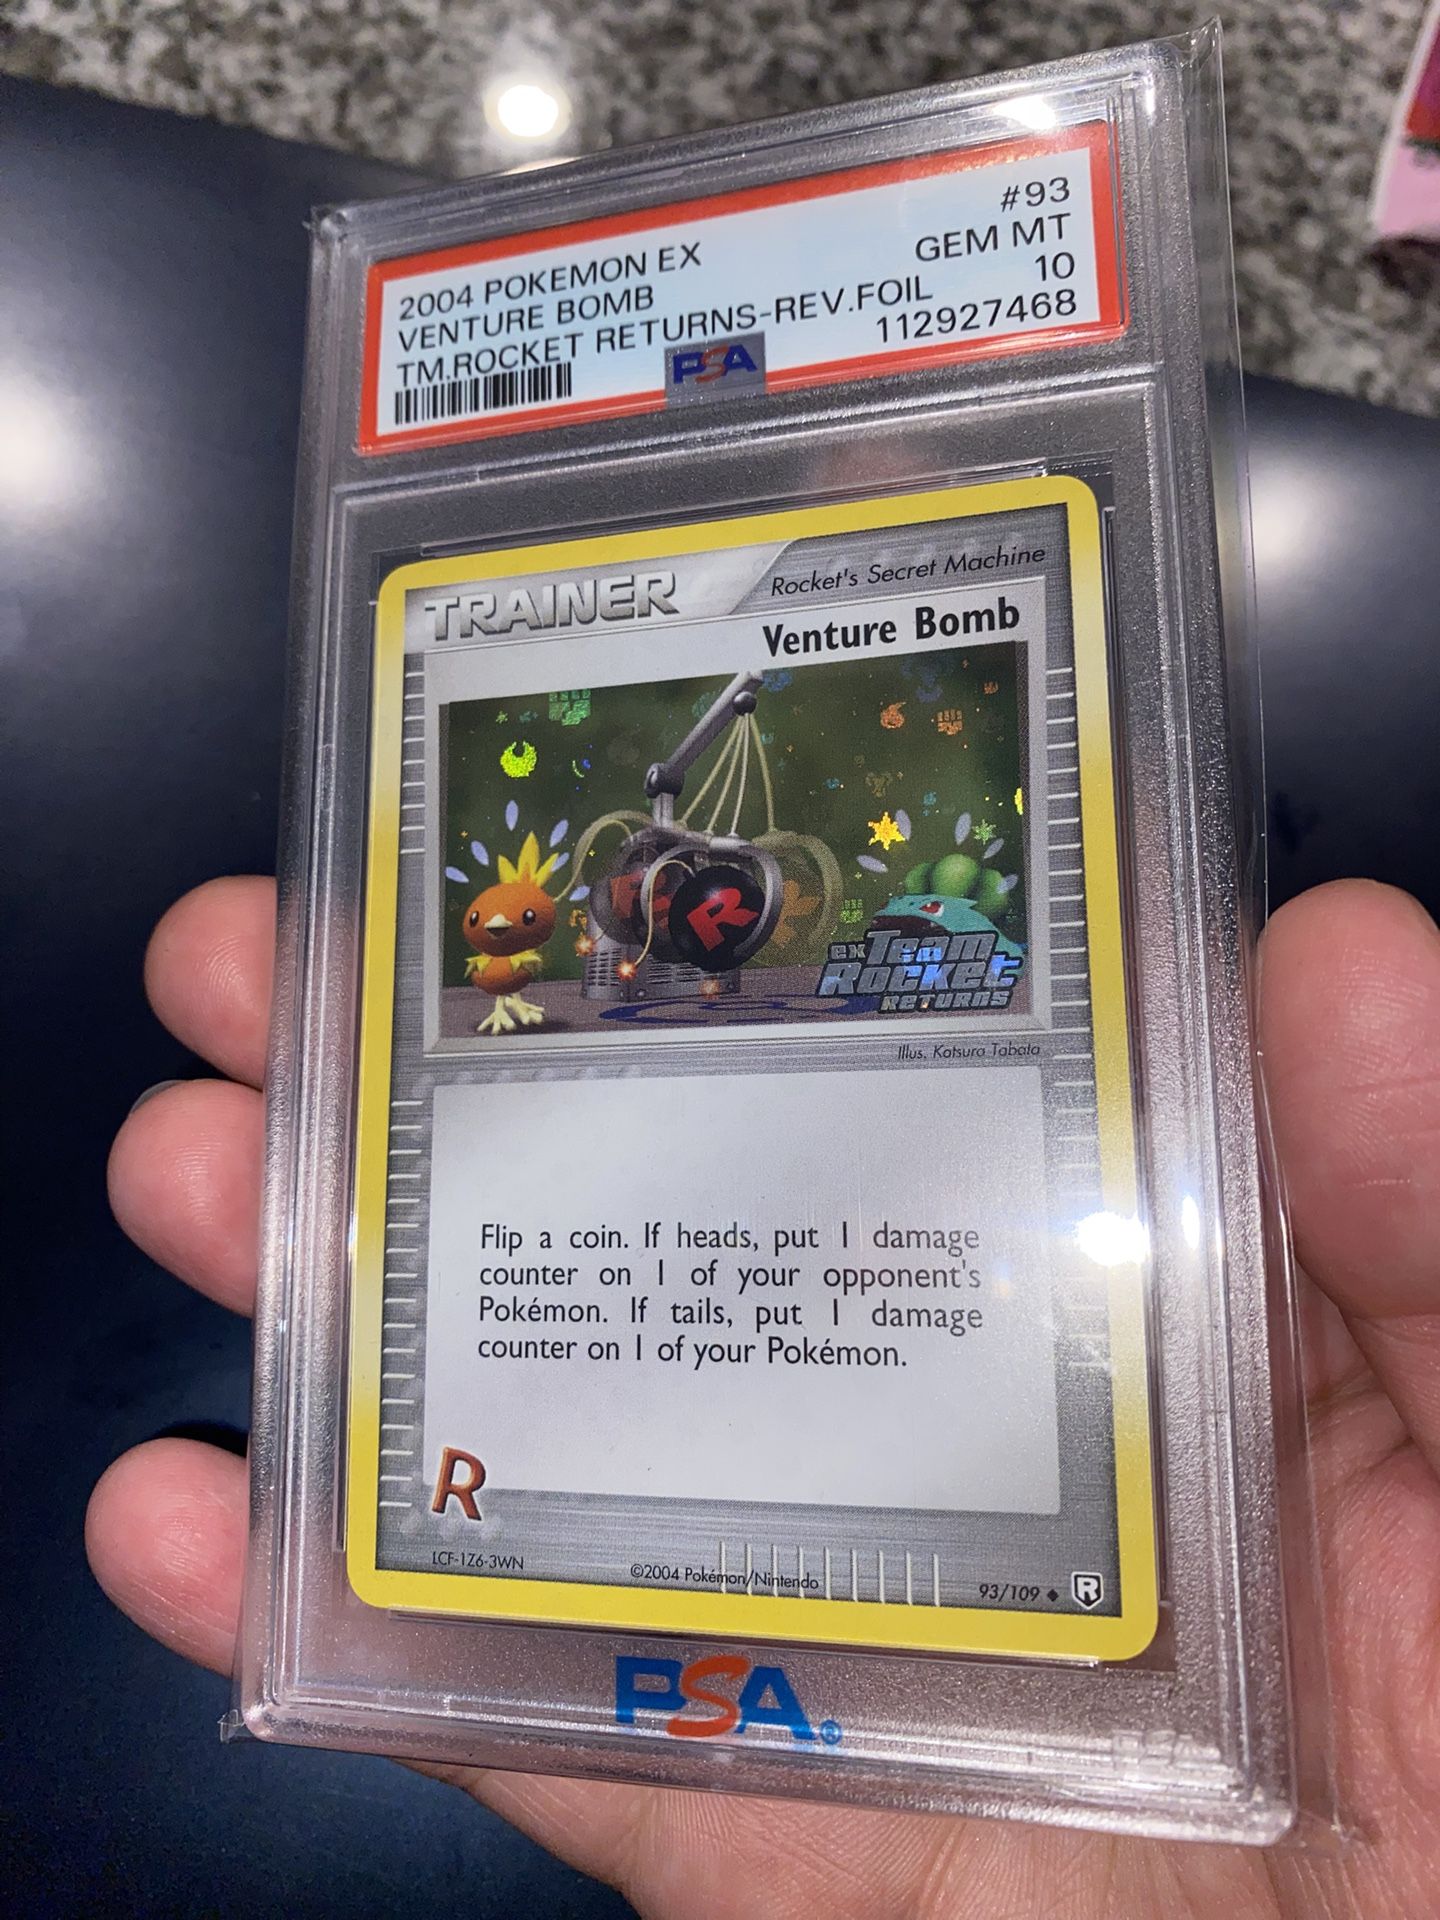 2004 POKEMON EX #93
VENTURE BOMB GEM MT
TM.ROCKET RETURNS-REV.FOIL 10
112927468
PSA
TRAINER
Rocket's Secret Machine
Venture Bomb
R
R
ex Team
Rocket
RETURNS
Illus. Katsura Tabata
Flip a coin. If heads, put 1 damage
counter on 1 of your opponent's
Pokémon. If tails, put 1 damage
counter on 1 of your Pokémon.
R
LCF-1Z6-3WN
©2004 Pokémon/Nintendo
93/109 ◆ R
PSA®